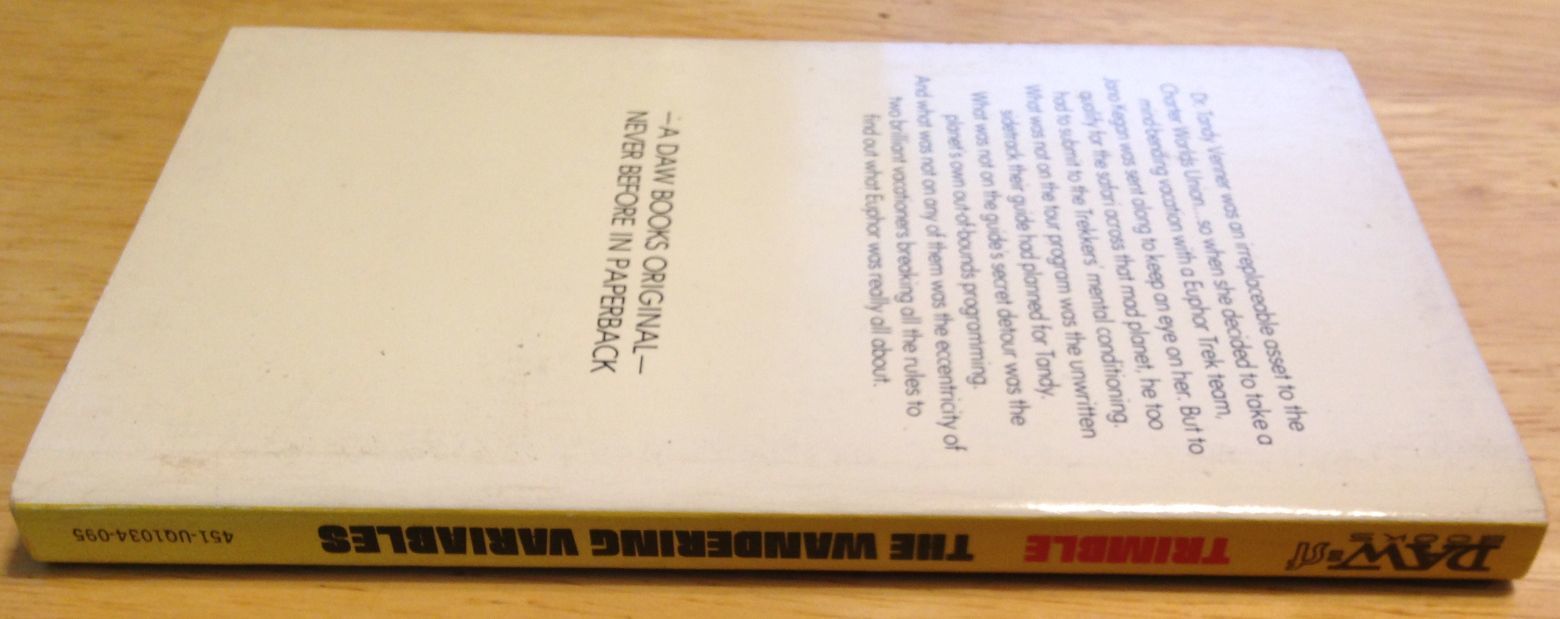 Dr. Tandy Venner was an irreplaceable asset to the
Charter Worlds Union...so when she decided to take a
mind-bending vacation with a Euphor Trek team,
Jano Kegan was sent along to keep an eye on her. But to
qualify for the safari across that mad planet, he too
had to submit to the Trekkers' mental conditioning.
What was not on the tour program was the unwritten
sidetrack their guide had planned for Tandy.
What was not on the guide's secret detour was the
planet's own out-of-bounds programming.
And what was not on any of them was the eccentricity of
two brilliant vacationers breaking all the rules to
find out what Euphor was really all about.
—A DAW BOOKS ORIGINAL—
NEVER BEFORE IN PAPERBACK
DAW sf
BOOKS
TRIMBLE
THE WANDERING VARIABLES
451-UQ1034-095